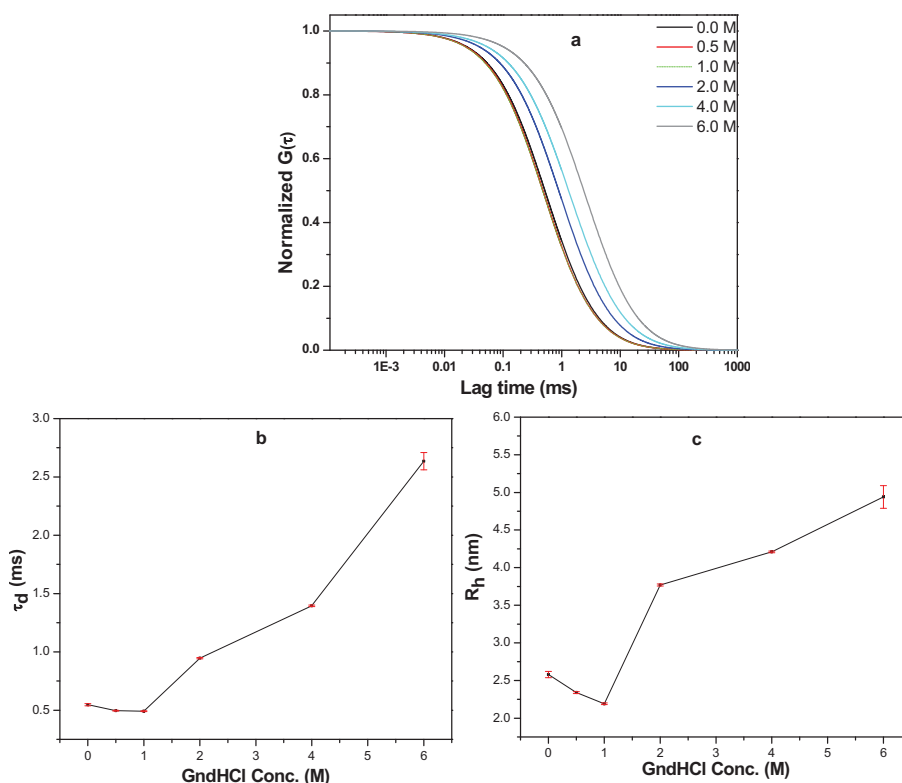 a
0.0 M
0.5 M
1.0 M
2.0 M
4.0 M
6.0 M
Normalized G(τ)
1.0
0.8
0.6
0.4
0.2
0.0
1E-3 0.01 0.1 1 10 100 1000
Lag time (ms)
b
τd (ms)
3.0
2.5
2.0
1.5
1.0
0.5
0 1 2 3 4 5 6
GndHCl Conc. (M)
c
Rh (nm)
6.0
5.5
5.0
4.5
4.0
3.5
3.0
2.5
2.0
0 1 2 3 4 5 6
GndHCl Conc. (M)